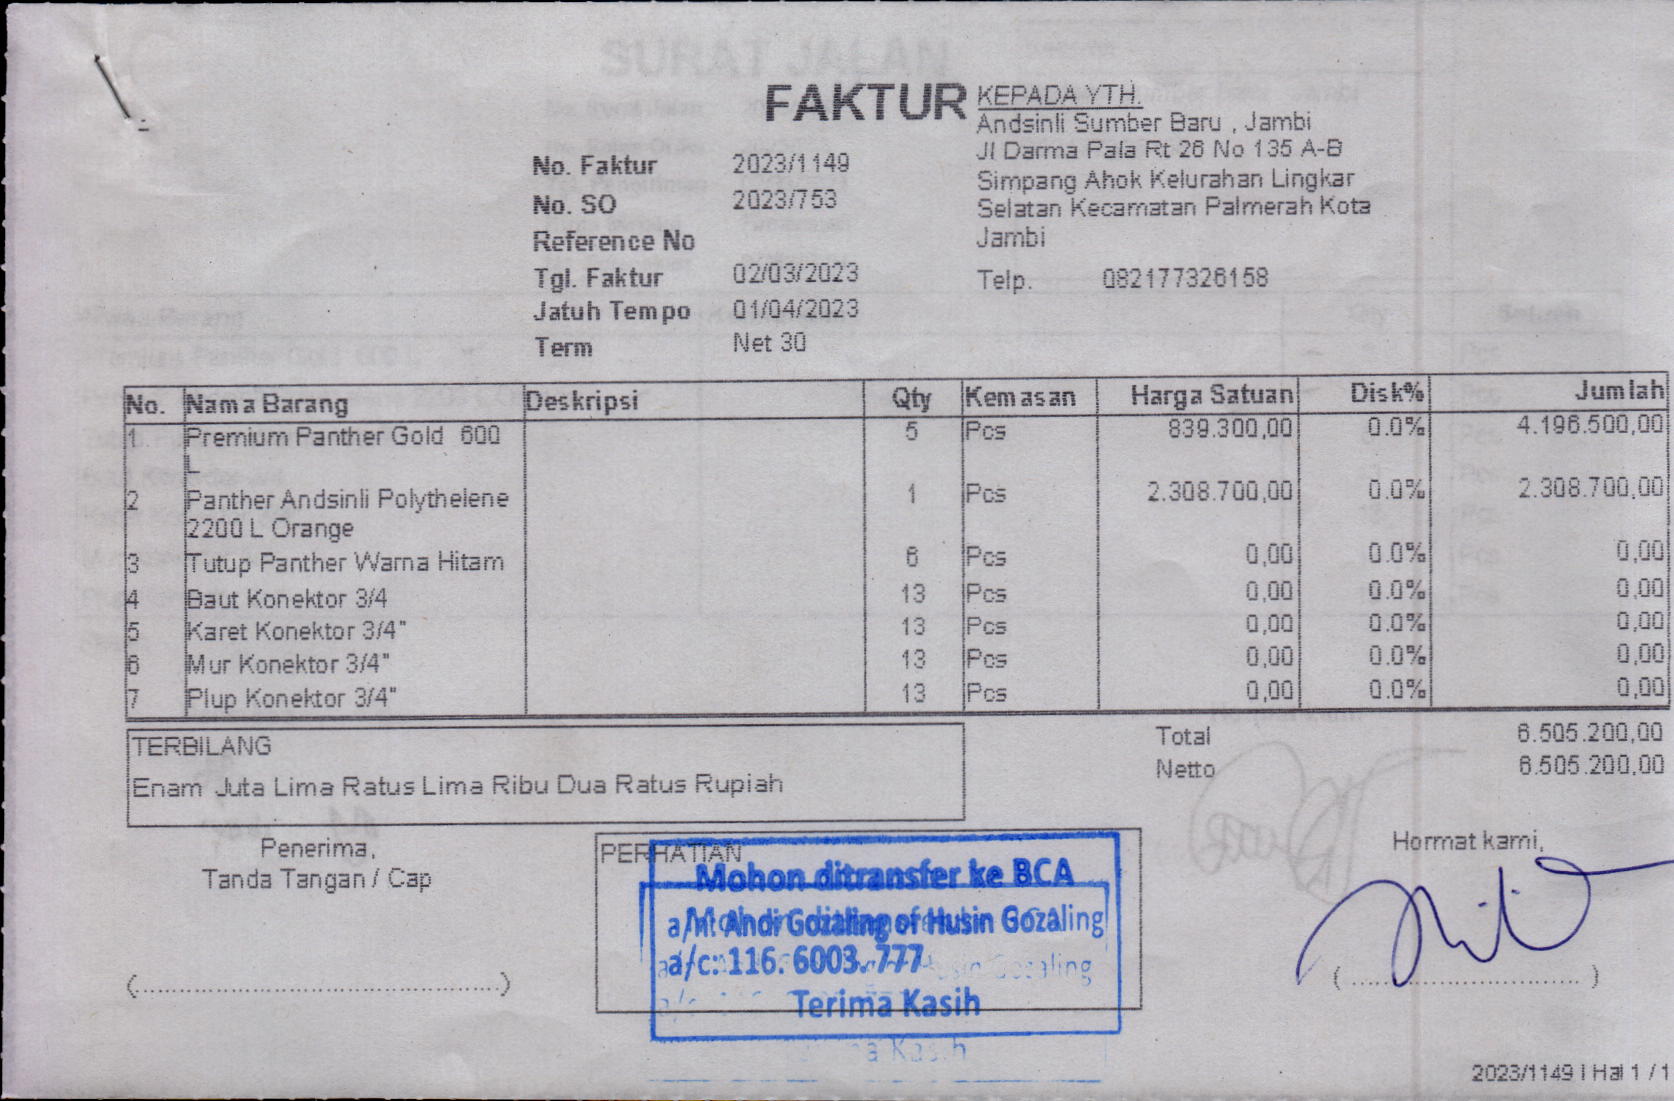 FAKTUR
KEPADA YTH.
Andsinli Sumber Baru , Jambi
Jl Darma Pala Rt 26 No 135 A-B
Simpang Ahok Kelurahan Lingkar
Selatan Kecamatan Palmerah Kota
Jambi
Telp. 082177326158
No. Faktur 2023/1149
No. SO 2023/753
Reference No
Tgl. Faktur 02/03/2023
Jatuh Tempo 01/04/2023
Term Net 30
No. Nama Barang Deskripsi Qty Kemasan Harga Satuan Disk% Jumlah
1 Premium Panther Gold 600 5 Pcs 839.300,00 0.0% 4.196.500,00
L
2 Panther Andsinli Polythelene 1 Pcs 2.308.700,00 0.0% 2.308.700,00
2200 L Orange
3 Tutup Panther Warna Hitam 6 Pcs 0,00 0.0% 0,00
4 Baut Konektor 3/4 13 Pcs 0,00 0.0% 0,00
5 Karet Konektor 3/4" 13 Pcs 0,00 0.0% 0,00
6 Mur Konektor 3/4" 13 Pcs 0,00 0.0% 0,00
7 Plup Konektor 3/4" 13 Pcs 0,00 0.0% 0,00
TERBILANG
Enam Juta Lima Ratus Lima Ribu Dua Ratus Rupiah
Total 6.505.200,00
Netto 6.505.200,00
Penerima,
Tanda Tangan / Cap
(................................................)
PERHATIAN
Mohon ditransfer ke BCA
a/n. Andi Gozaling of Husin Gozaling
a/c: 116. 6003. 777
Terima Kasih
Hormat kami,
(................................)
2023/1149 | Hal 1 / 1
SURAT JALAN